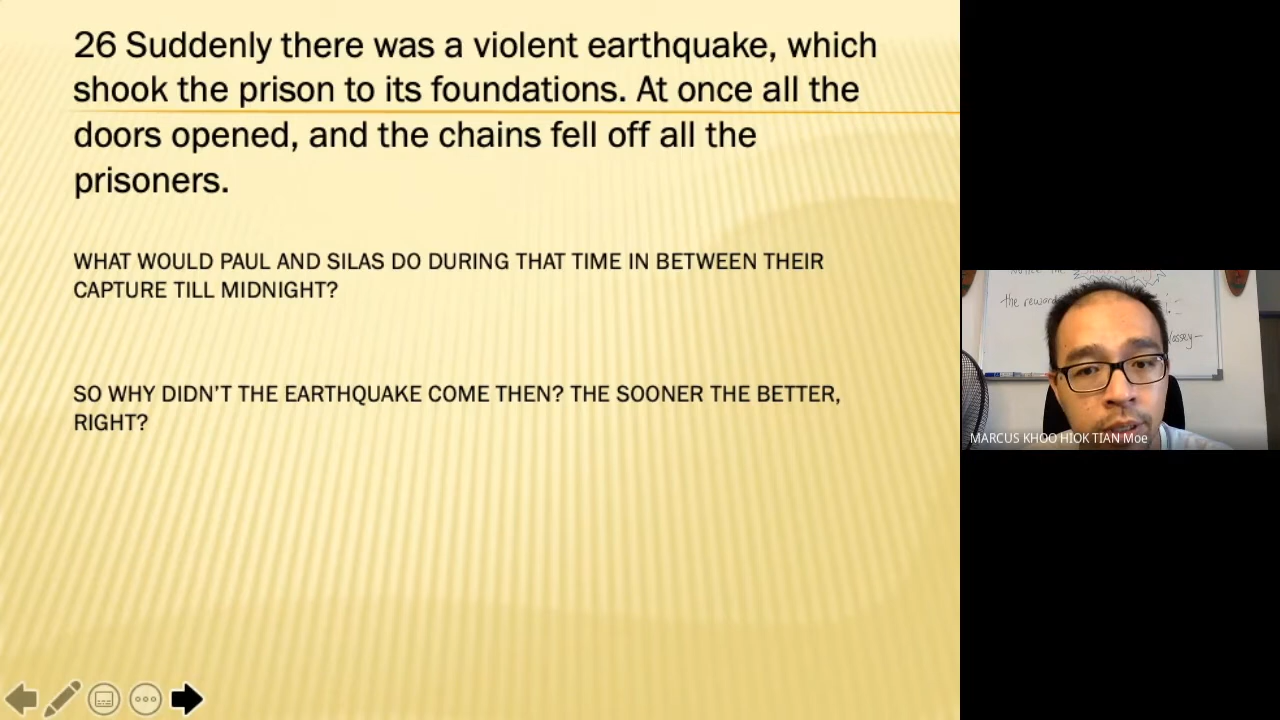 26 Suddenly there was a violent earthquake, which
shook the prison to its foundations. At once all the
doors opened, and the chains fell off all the
prisoners.
WHAT WOULD PAUL AND SILAS DO DURING THAT TIME IN BETWEEN THEIR
CAPTURE TILL MIDNIGHT?
SO WHY DIDN'T THE EARTHQUAKE COME THEN? THE SOONER THE BETTER,
RIGHT?
the reward
MARCUS KHOO HIOK TIAN Moe